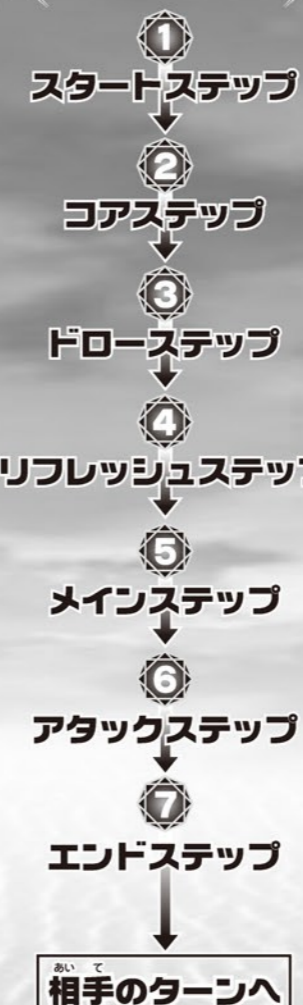 1
スタートステップ
2
コアステップ
3
ドローステップ
4
リフレッシュステップ
5
メインステップ
6
アタックステップ
7
エンドステップ
あいて
相手のターンへ